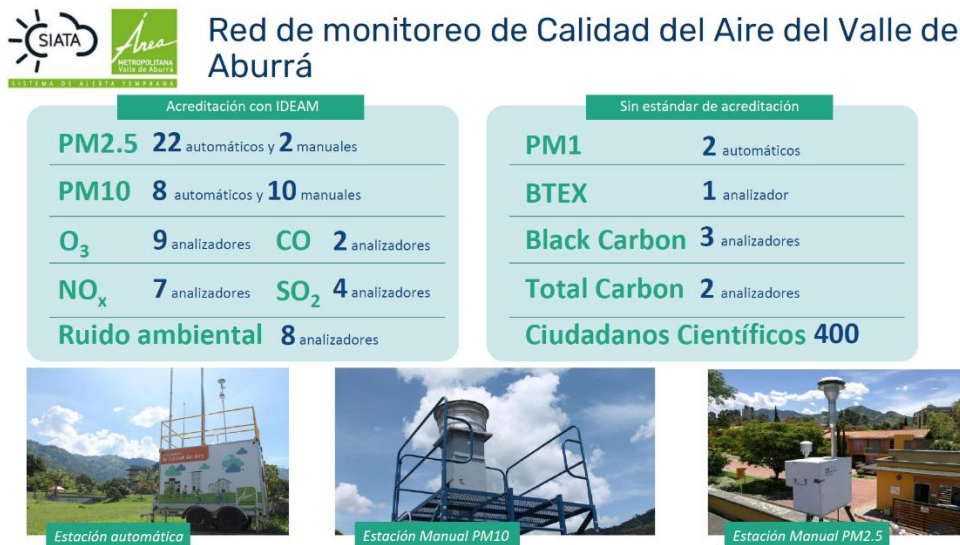 SIATA
Área
METROPOLITANA
Valle de Aburrá
SISTEMA DE ALERTA TEMPRANA
Red de monitoreo de Calidad del Aire del Valle de
Aburrá
Acreditación con IDEAM
PM2.5 22 automáticos y 2 manuales
PM10 8 automáticos y 10 manuales
O₃ 9 analizadores CO 2 analizadores
NOₓ 7 analizadores SO₂ 4 analizadores
Ruido ambiental 8 analizadores
Sin estándar de acreditación
PM1 2 automáticos
BTEX 1 analizador
Black Carbon 3 analizadores
Total Carbon 2 analizadores
Ciudadanos Científicos 400
Estación automática
Estación Manual PM10
Estación Manual PM2.5